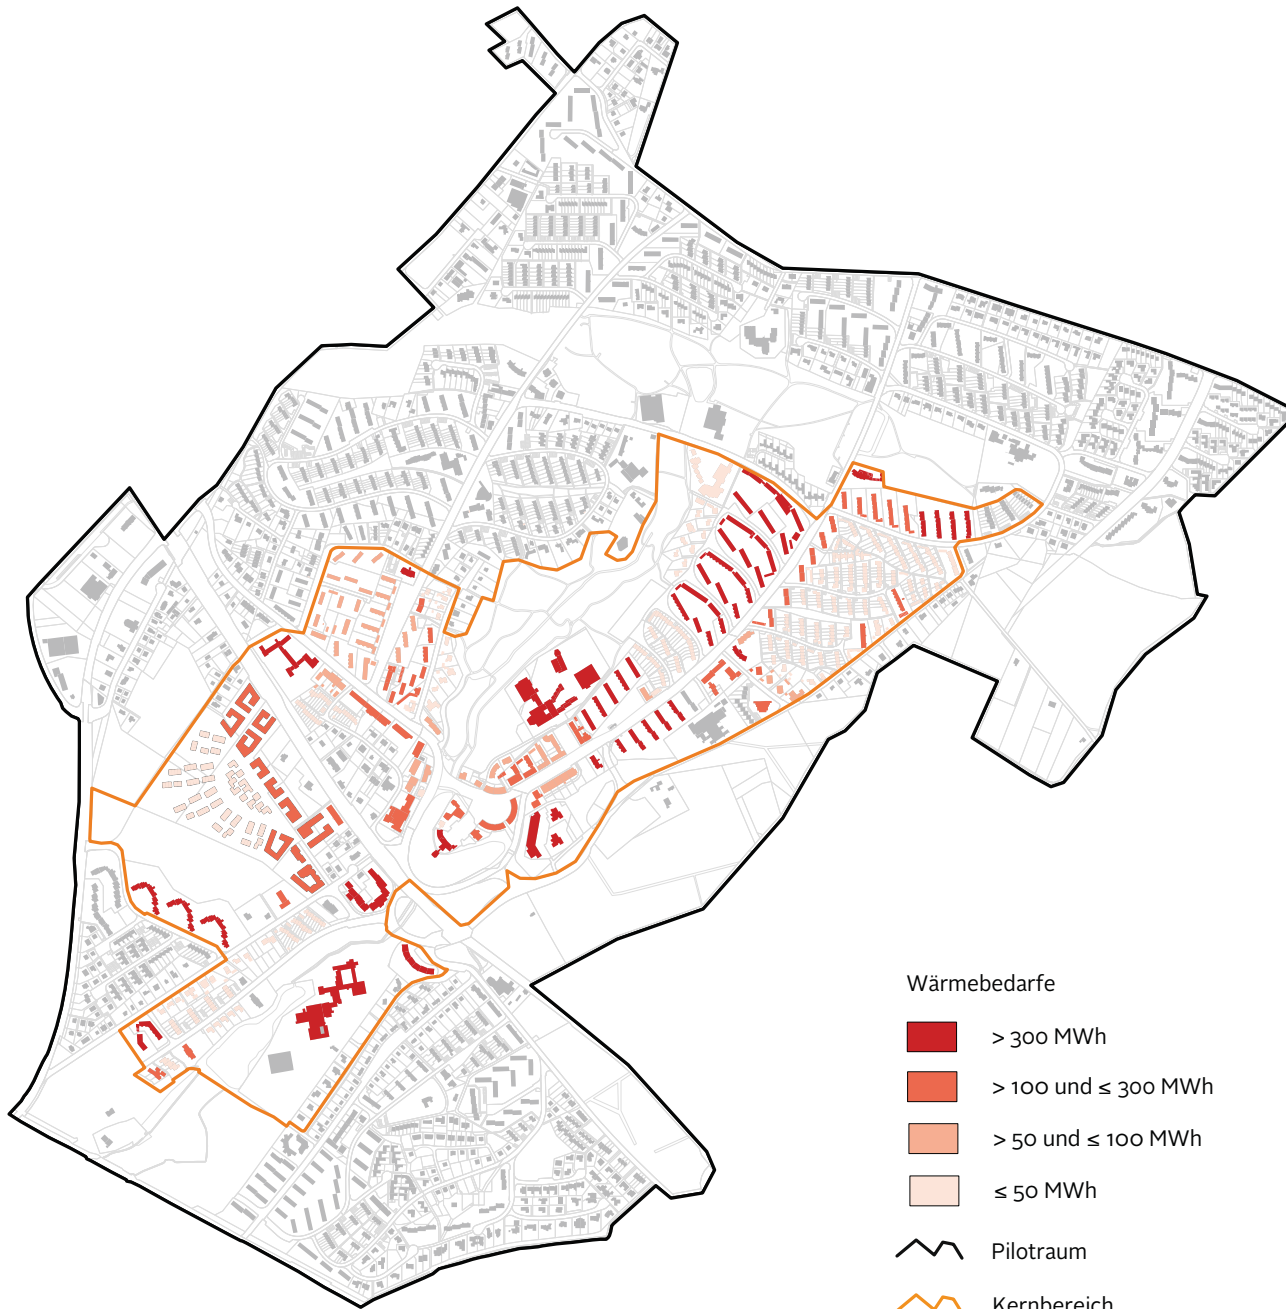 Wärmebedarfe
> 300 MWh
> 100 und ≤ 300 MWh
> 50 und ≤ 100 MWh
≤ 50 MWh
Pilotraum
Kernbereich